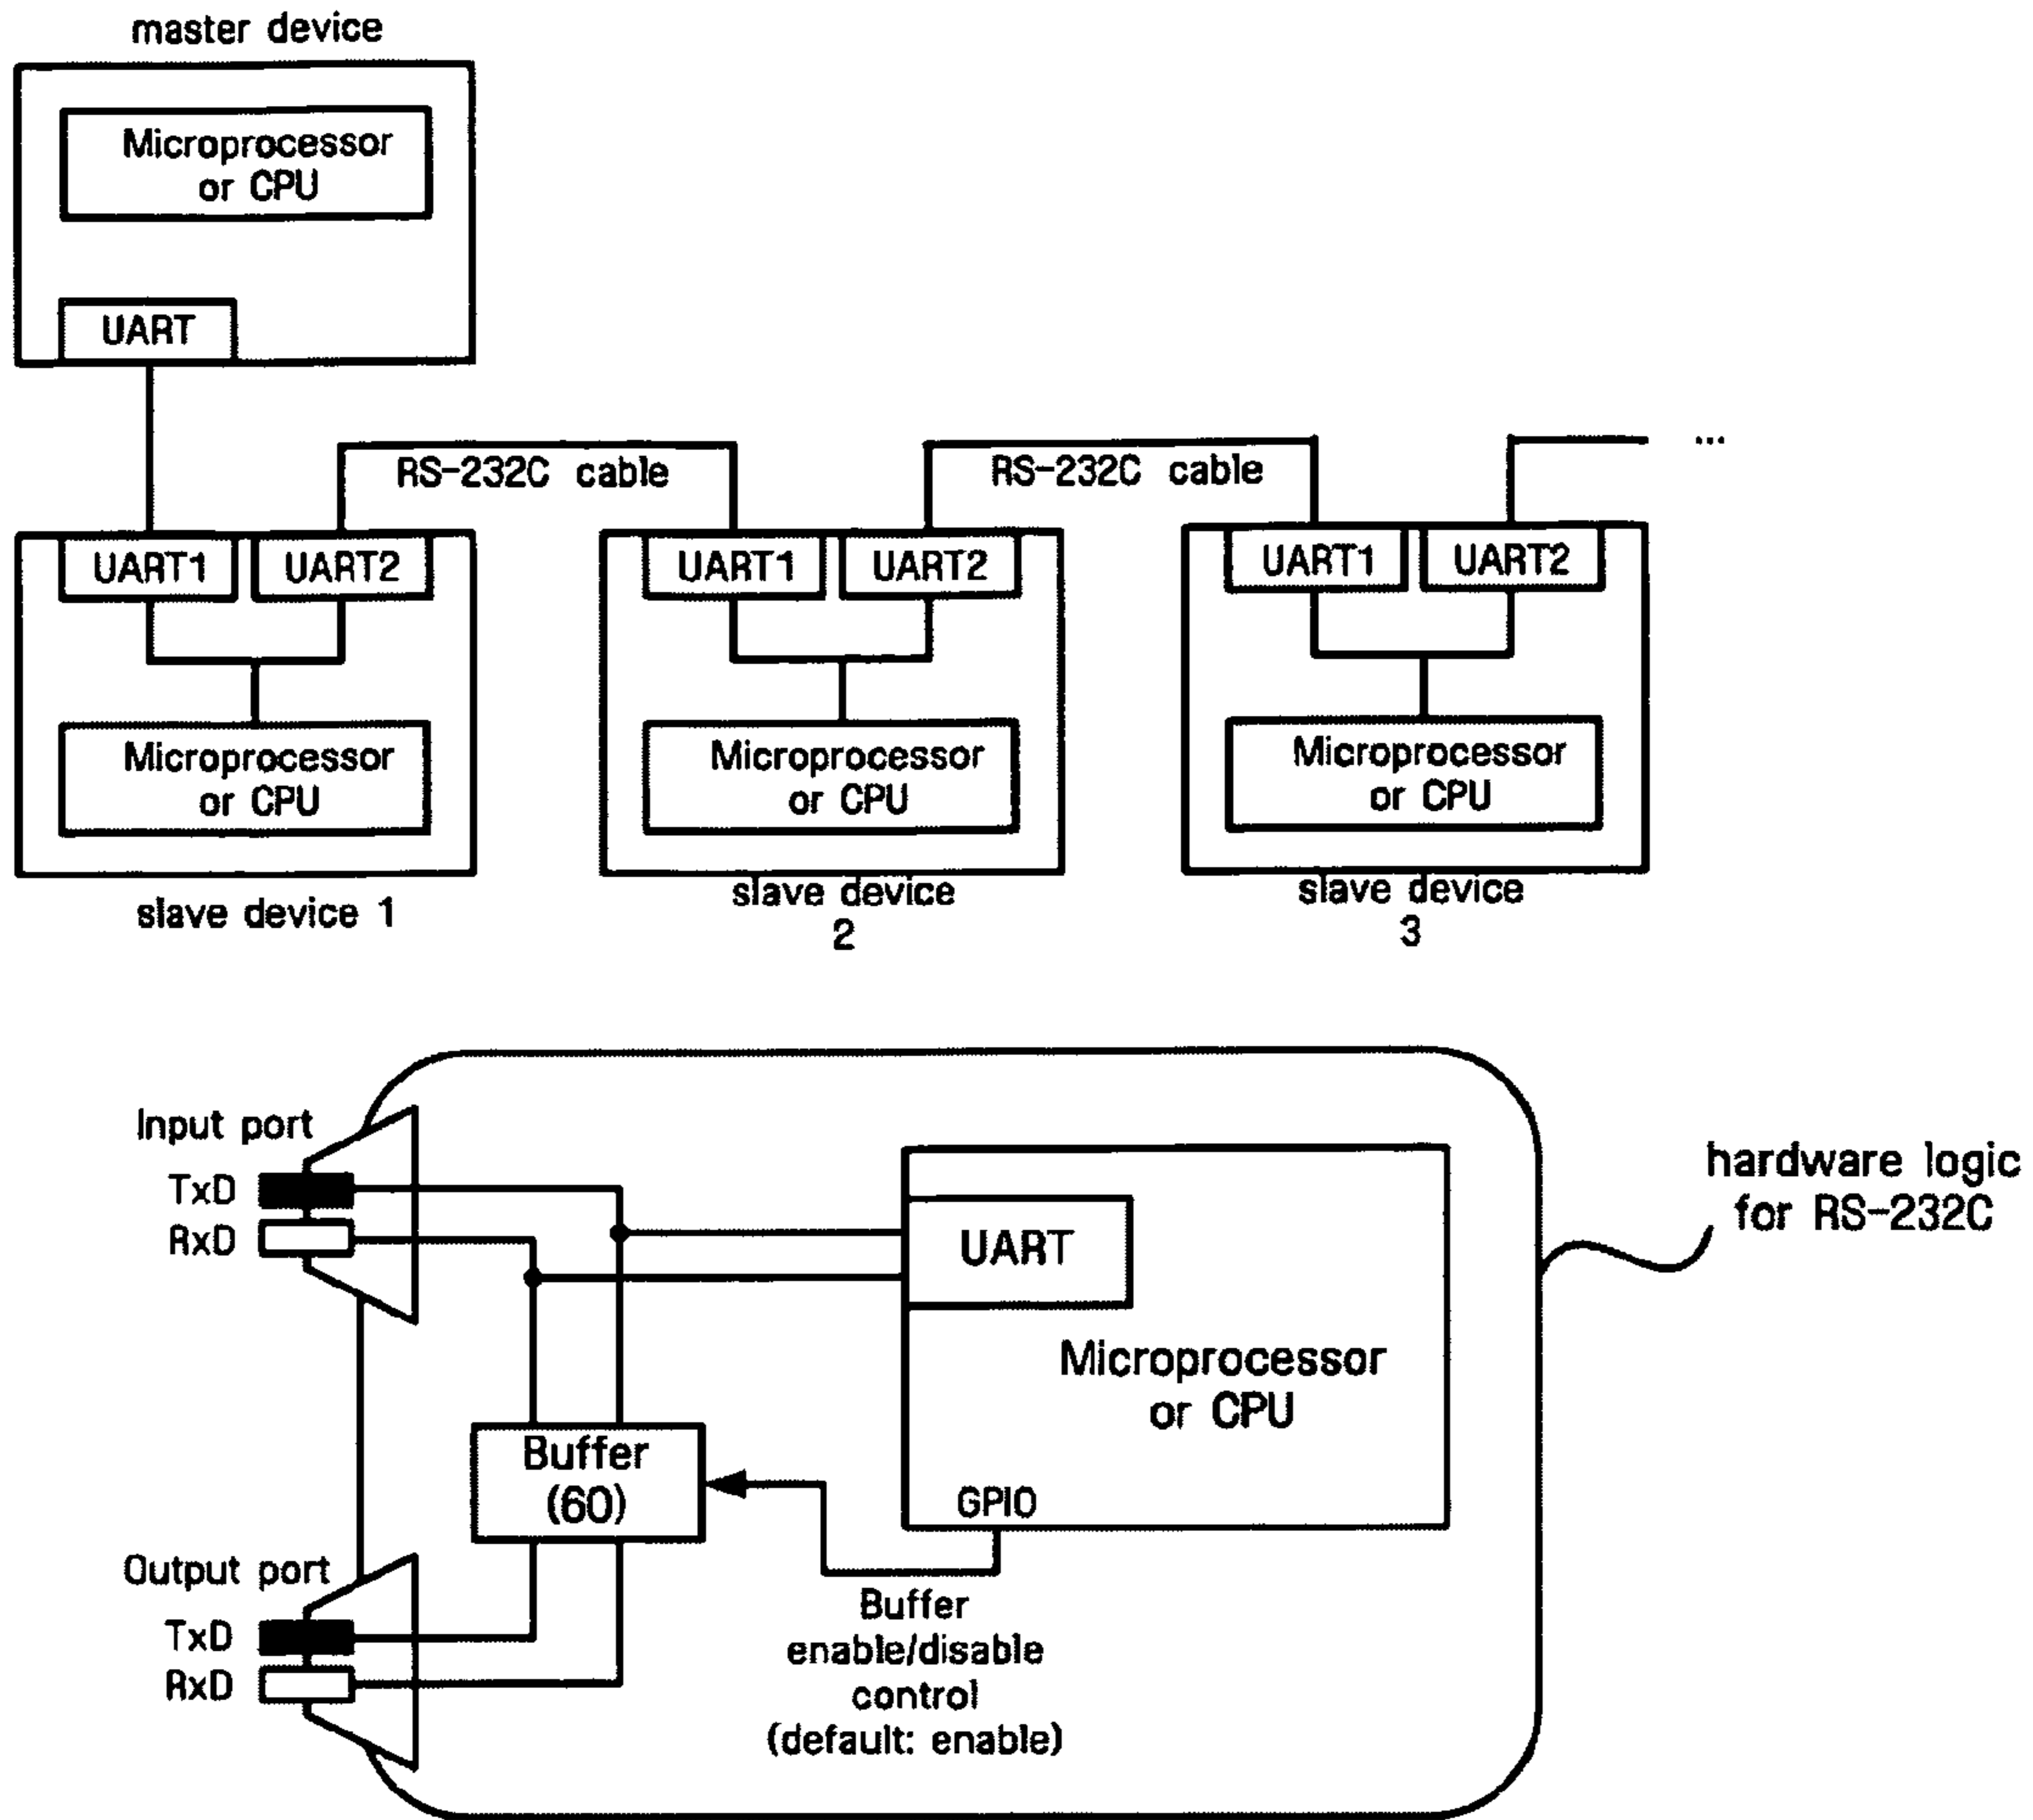 master device
Microprocessor
or CPU
UART
RS-232C cable
RS-232C cable
...
UART1
UART2
UART1
UART2
UART1
UART2
Microprocessor
or CPU
Microprocessor
or CPU
Microprocessor
or CPU
slave device 1
slave device
2
slave device
3
Input port
TxD
RxD
UART
Microprocessor
or CPU
hardware logic
for RS-232C
Buffer
(60)
GPIO
Output port
TxD
RxD
Buffer
enable/disable
control
(default: enable)